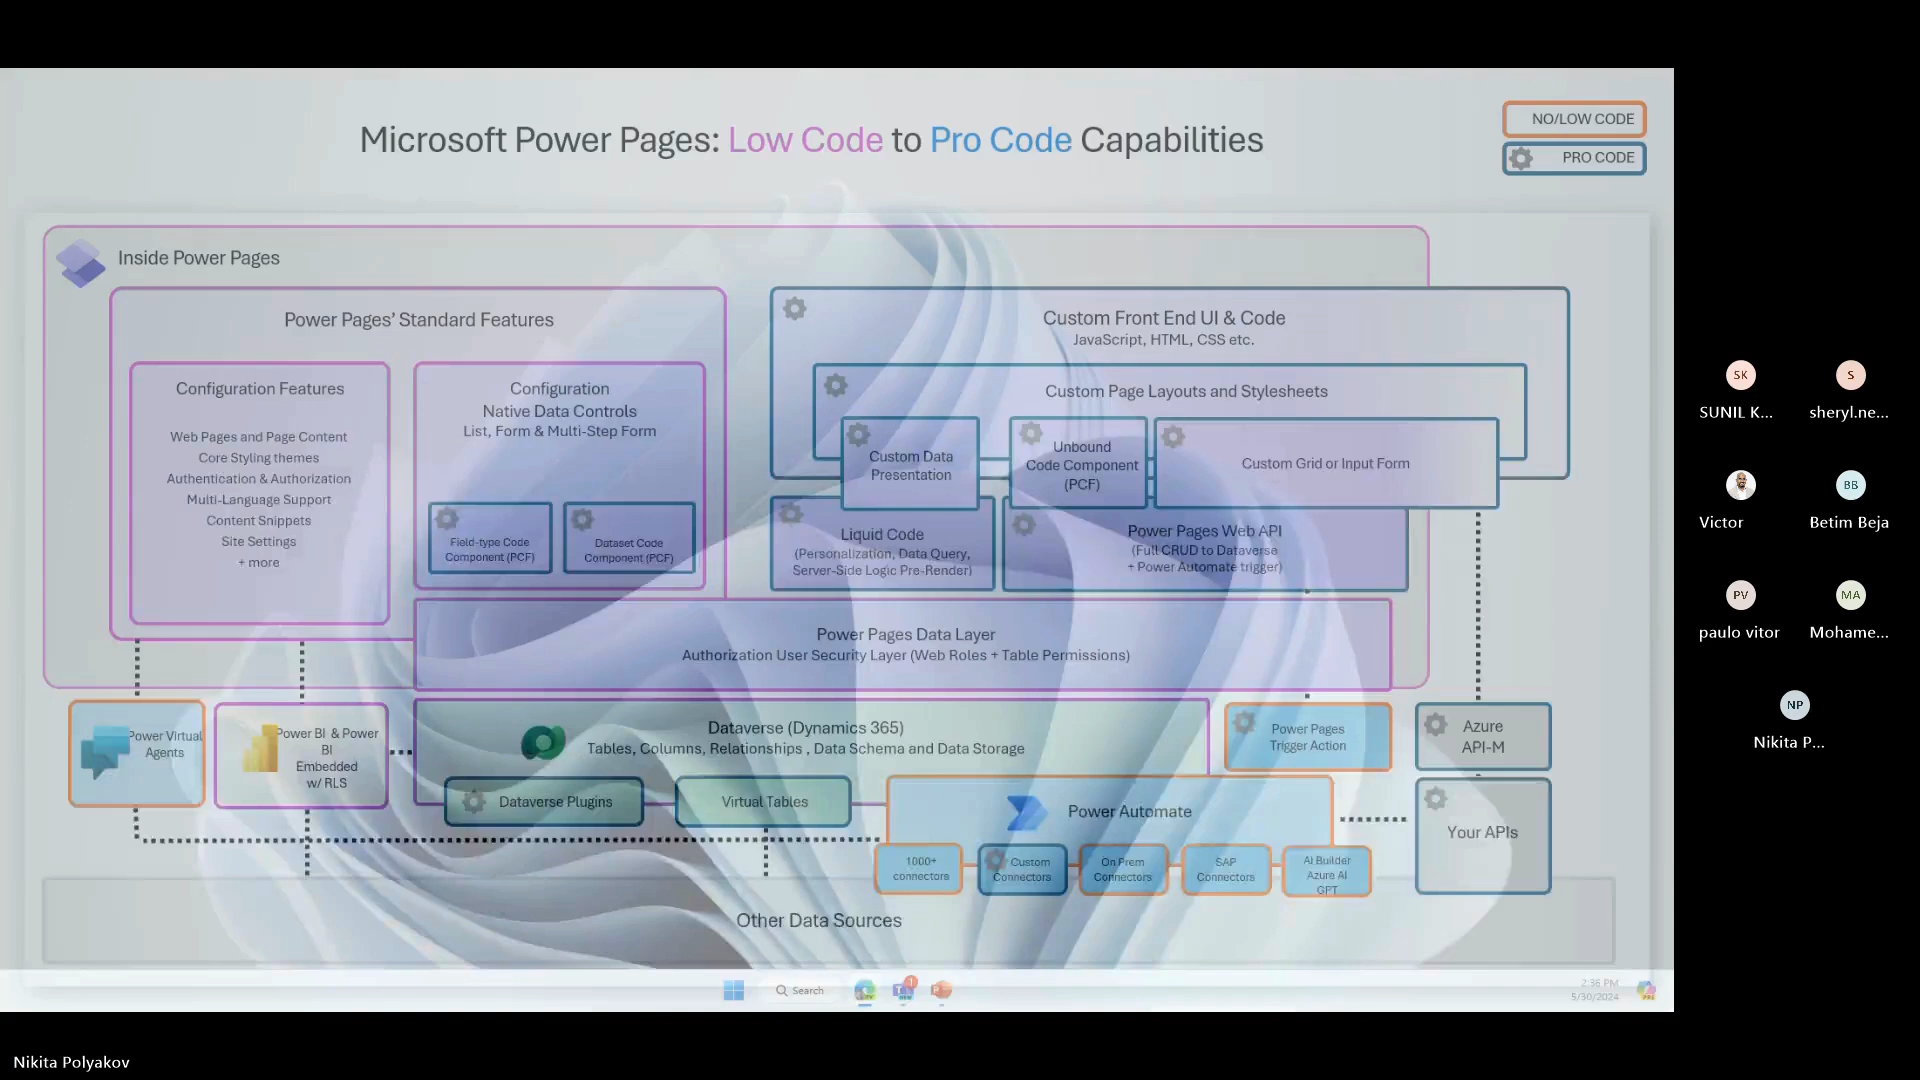 Microsoft Power Pages: Low Code to Pro Code Capabilities
NO/LOW CODE
PRO CODE
Inside Power Pages
Power Pages’ Standard Features
Configuration Features
Web Pages and Page Content
Core Styling themes
Authentication & Authorization
Multi-Language Support
Content Snippets
Site Settings
+ more
Configuration
Native Data Controls
List, Form & Multi-Step Form
Field-type Code
Component (PCF)
Dataset Code
Component (PCF)
Custom Front End UI & Code
JavaScript, HTML, CSS etc.
Custom Page Layouts and Stylesheets
Custom Data
Presentation
Unbound
Code Component
(PCF)
Custom Grid or Input Form
Liquid Code
(Personalization, Data Query,
Server-Side Logic Pre-Render)
Power Pages Web API
(Full CRUD to Dataverse
+ Power Automate trigger)
Power Pages Data Layer
Authorization User Security Layer (Web Roles + Table Permissions)
Power Virtual
Agents
Power BI & Power
BI
Embedded
w/ RLS
Dataverse (Dynamics 365)
Tables, Columns, Relationships , Data Schema and Data Storage
Dataverse Plugins
Virtual Tables
Power Pages
Trigger Action
Azure
API-M
Power Automate
Your APIs
1000+
connectors
Custom
Connectors
On Prem
Connectors
SAP
Connectors
AI Builder
Azure AI
GPT
Other Data Sources
Search
2:36 PM
5/30/2024
SK
SUNIL K...
S
sheryl.ne...
Victor
BB
Betim Beja
PV
paulo vitor
MA
Mohame...
NP
Nikita P...
Nikita Polyakov